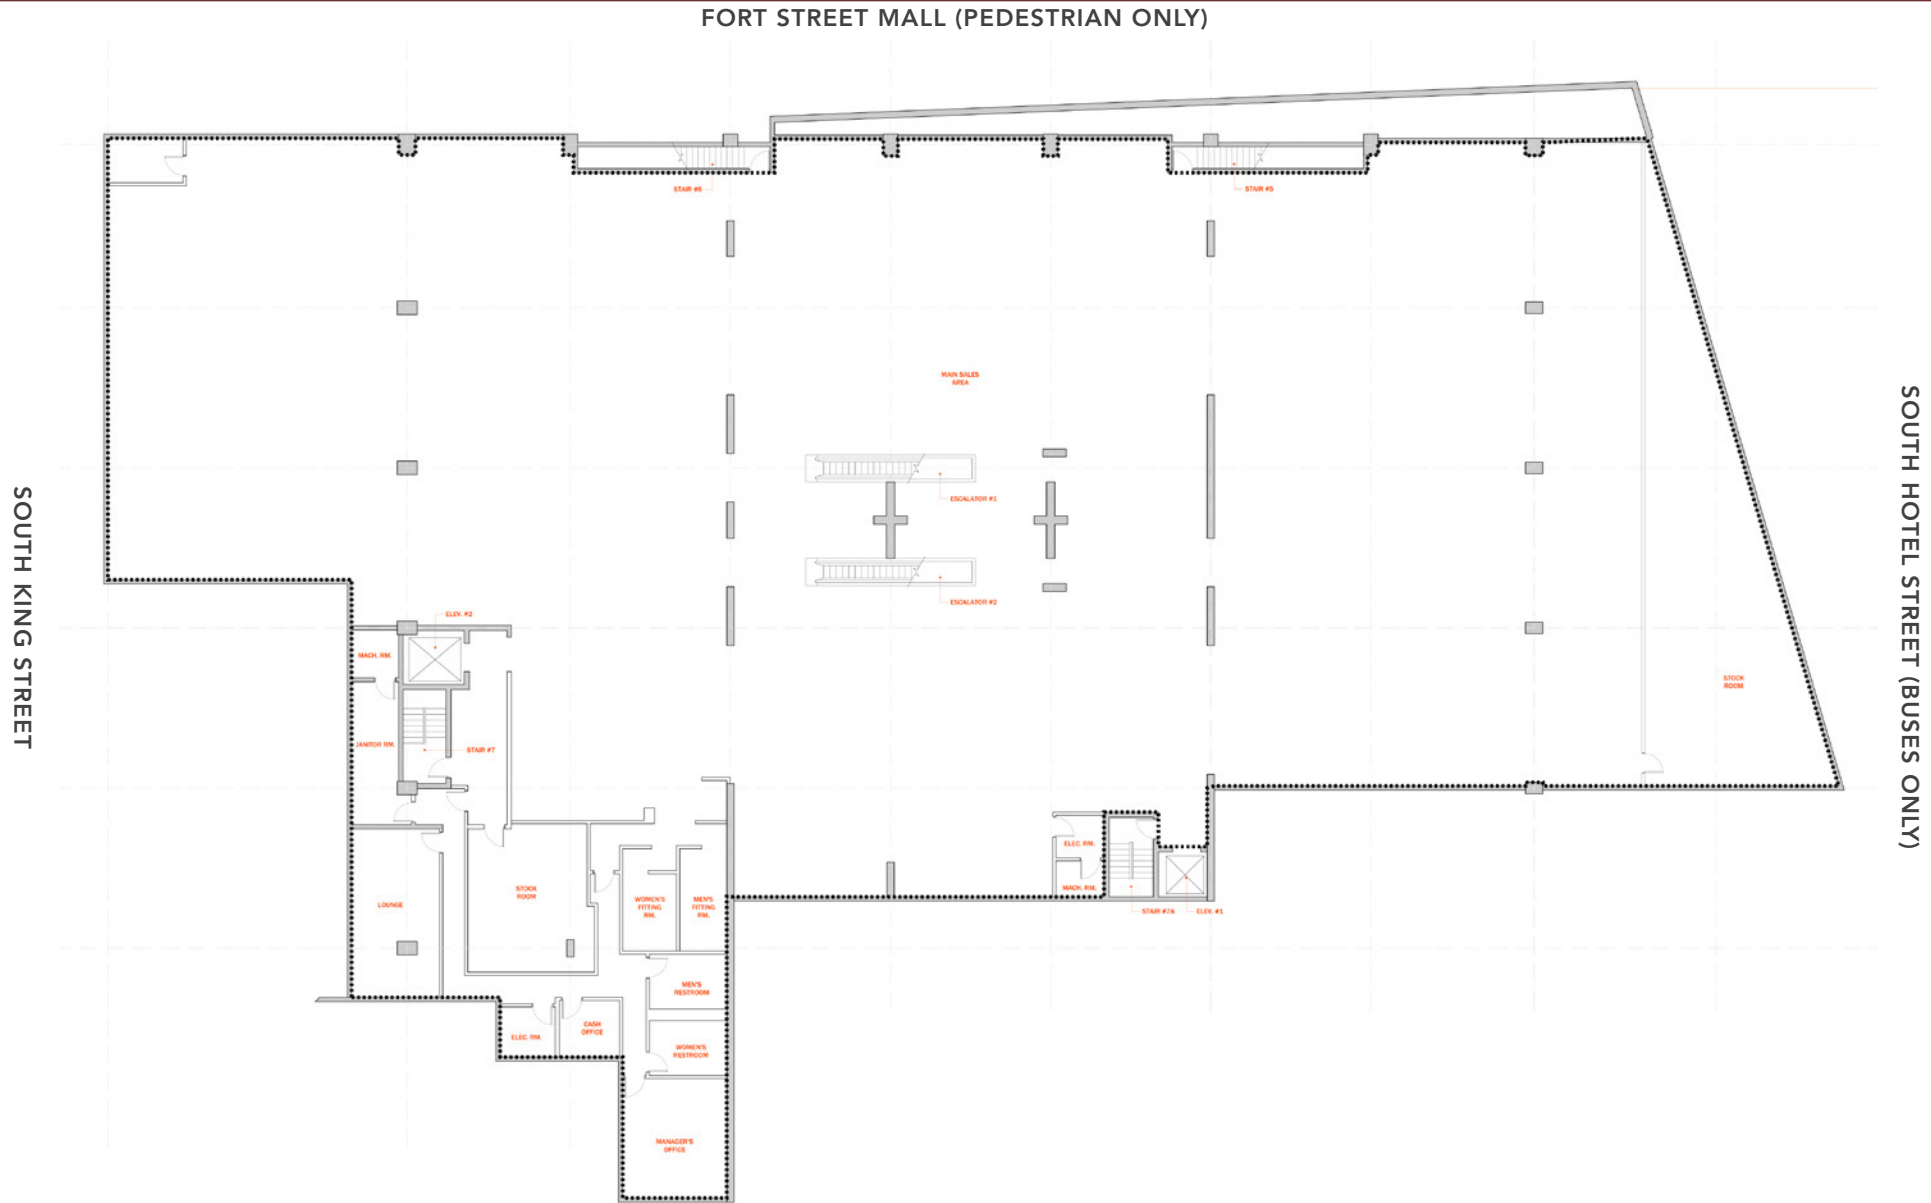 FORT STREET MALL (PEDESTRIAN ONLY)
STAIR #6
STAIR #5
MAIN SALES
AREA
ESCALATOR #1
ESCALATOR #2
SOUTH KING STREET
SOUTH HOTEL STREET (BUSES ONLY)
ELEV. #2
MACH. RM.
JANITOR RM.
STAIR #7
STOCK
ROOM
ELEC. RM.
MACH. RM.
STAIR #7A
ELEV. #1
LOUNGE
STOCK
ROOM
WOMEN'S
FITTING
RM.
MEN'S
FITTING
RM.
MEN'S
RESTROOM
ELEC. RM.
CASH
OFFICE
WOMEN'S
RESTROOM
MANAGER'S
OFFICE